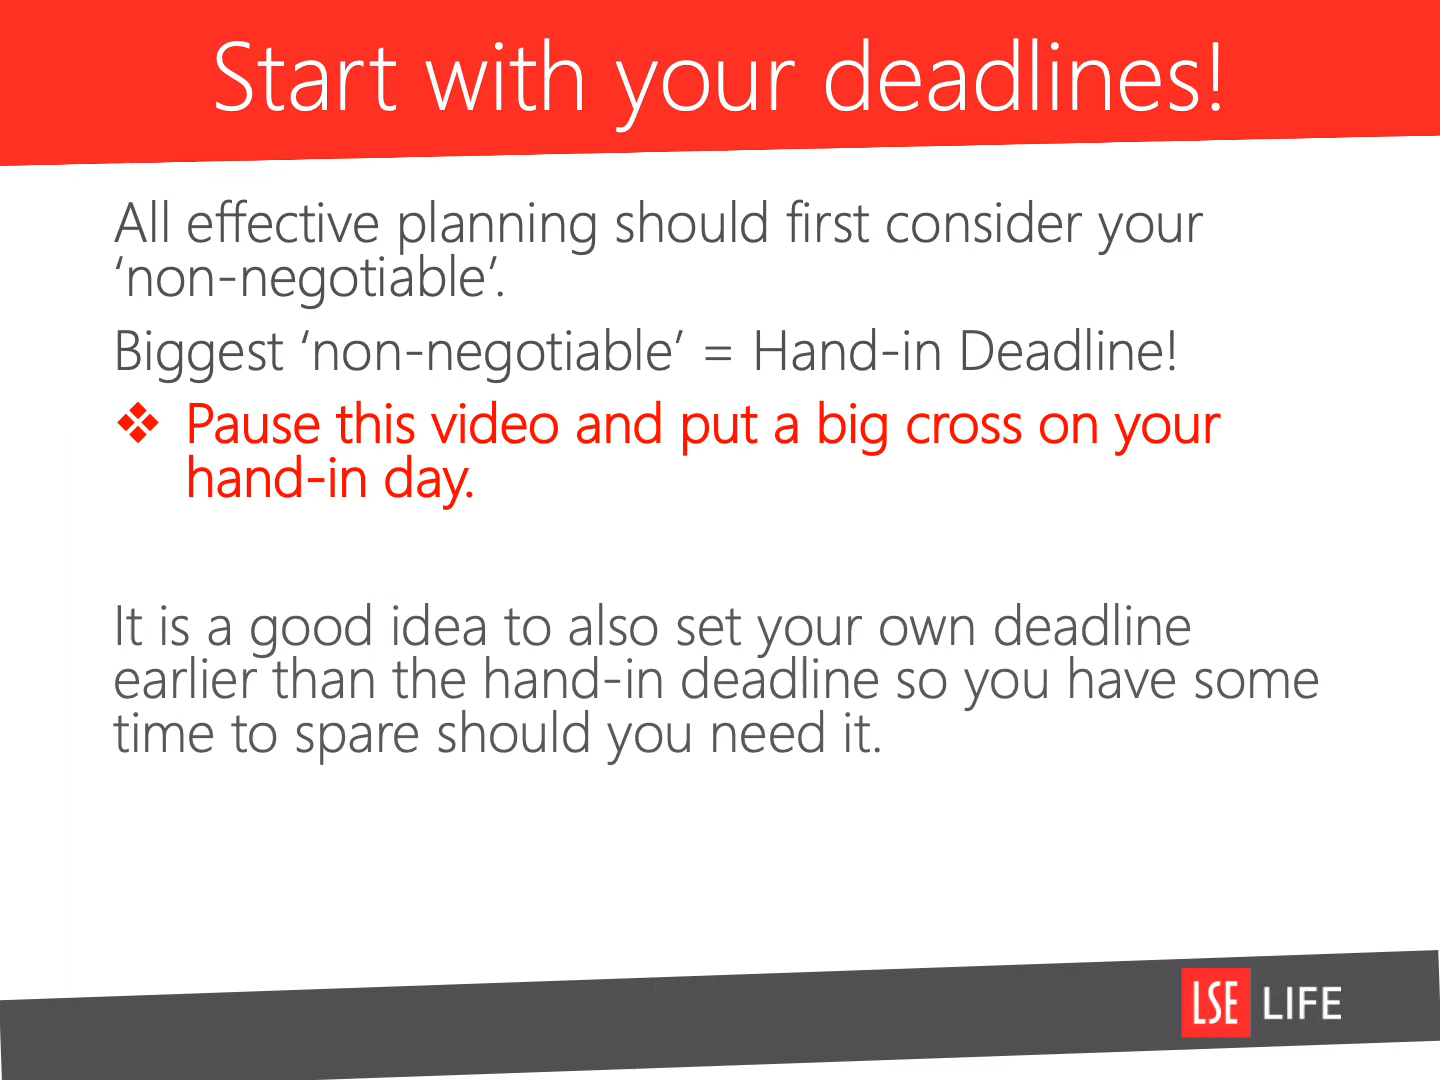 Start with your deadlines!
All effective planning should first consider your
‘non-negotiable’.
Biggest ‘non-negotiable’ = Hand-in Deadline!
❖ Pause this video and put a big cross on your
hand-in day.
It is a good idea to also set your own deadline
earlier than the hand-in deadline so you have some
time to spare should you need it.
LSE LIFE